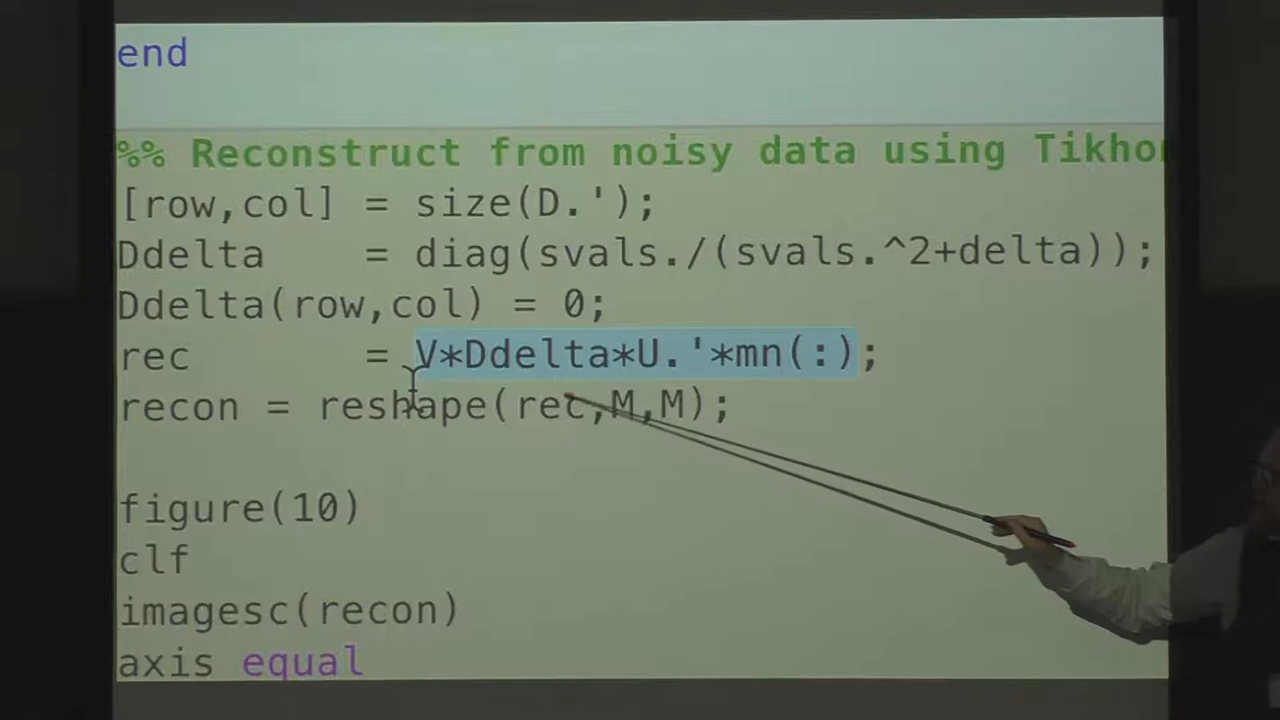 end
%% Reconstruct from noisy data using Tikho
[row,col] = size(D.');
Ddelta = diag(svals./(svals.^2+delta));
Ddelta(row,col) = 0;
rec = V*Ddelta*U.'*mn(:);
recon = reshape(rec,M,M);
figure(10)
clf
imagesc(recon)
axis equal